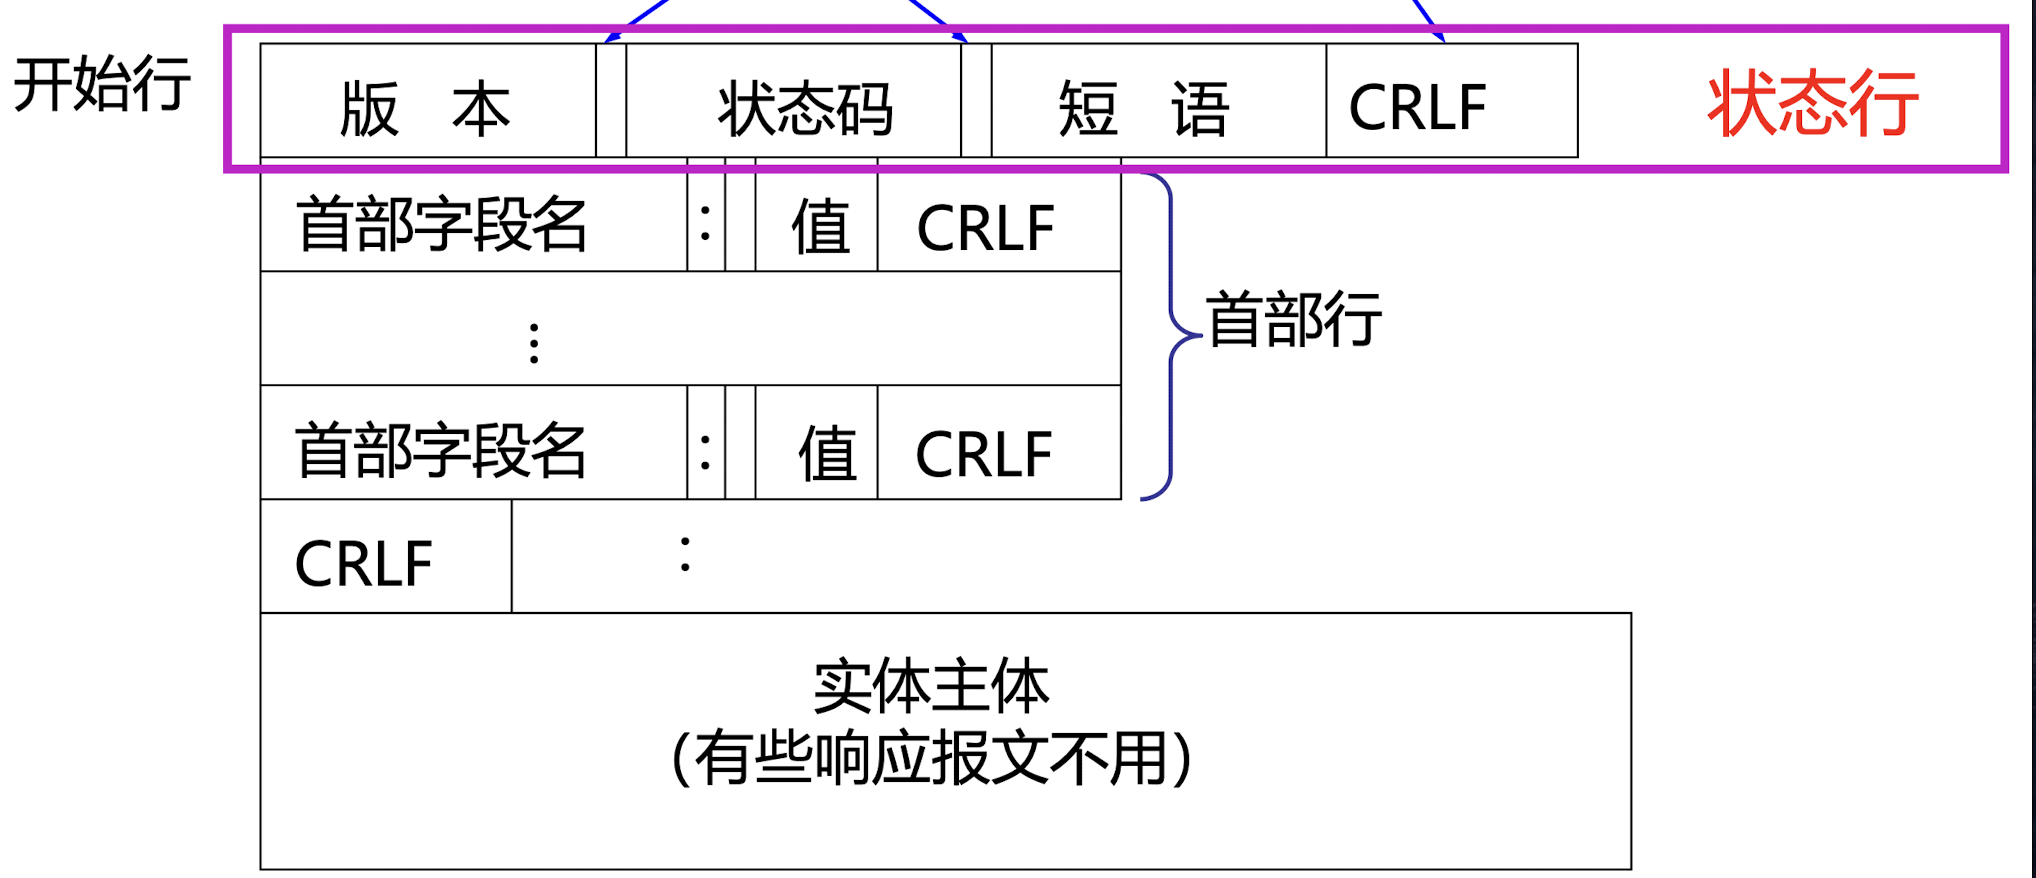 开始行 版 本 状态码 短 语 CRLF 状态行
首部字段名 : 值 CRLF
⋮
首部行
首部字段名 : 值 CRLF
CRLF :
实体主体
(有些响应报文不用)